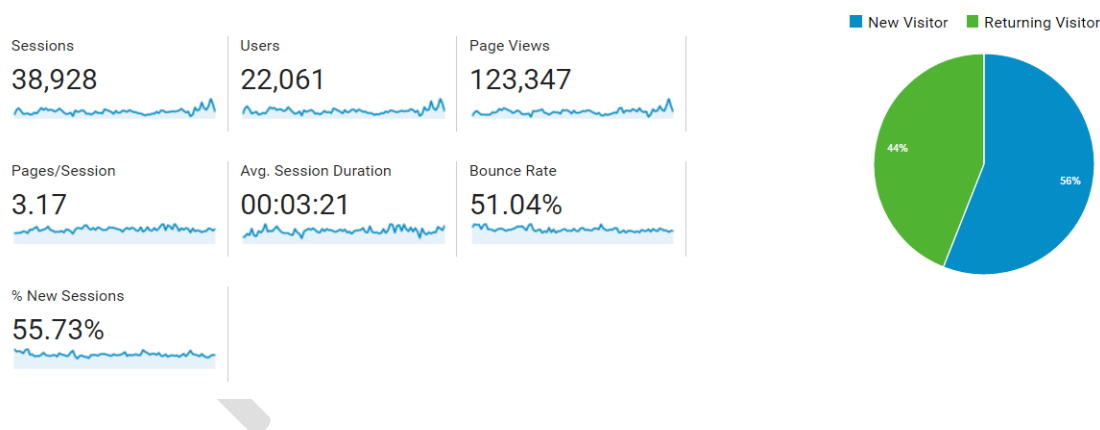 New Visitor Returning Visitor
Sessions Users Page Views
38,928 22,061 123,347
44%
56%
Pages/Session Avg. Session Duration Bounce Rate
3.17 00:03:21 51.04%
% New Sessions
55.73%